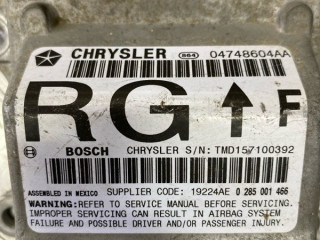 CHRYSLER 864 04748604AA
RG ↑ F
BOSCH CHRYSLER S/N: TMD157100392
ASSEMBLED IN MEXICO SUPPLIER CODE: 19224AE 0 285 001 466
WARNING: REFER TO SERVICE MANUAL BEFORE SERVICING.
IMPROPER SERVICING CAN RESULT IN AIRBAG SYSTEM
FAILURE AND POSSIBLE DRIVER AND/OR PASSENGER INJURY.